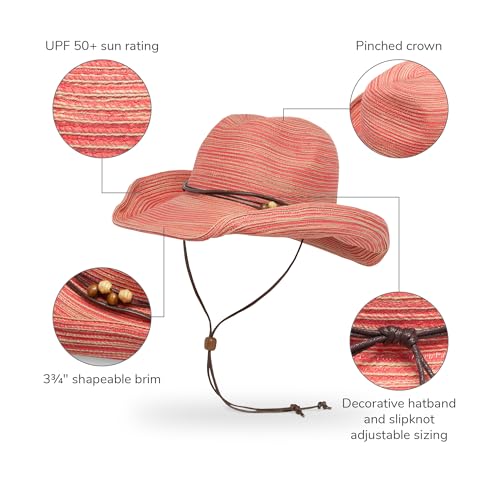 UPF 50+ sun rating
Pinched crown
3¾" shapeable brim
Decorative hatband
and slipknot
adjustable sizing